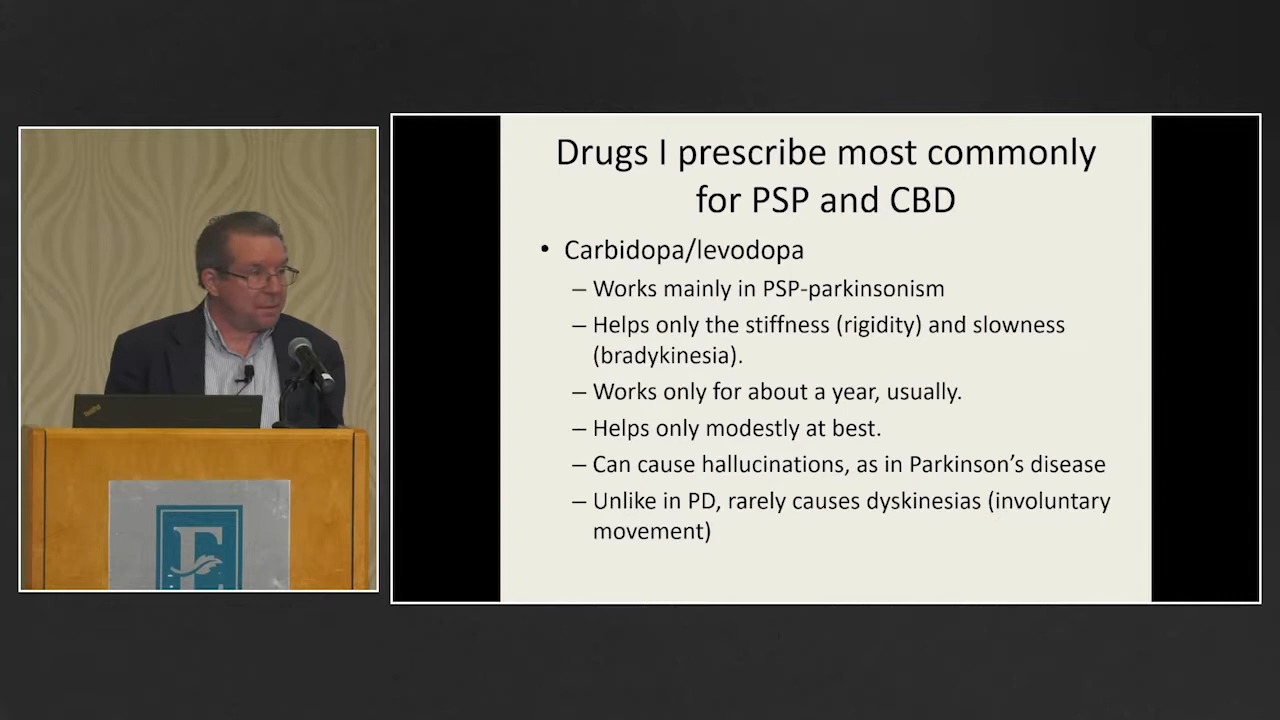 Drugs I prescribe most commonly
for PSP and CBD
• Carbidopa/levodopa
– Works mainly in PSP-parkinsonism
– Helps only the stiffness (rigidity) and slowness
(bradykinesia).
– Works only for about a year, usually.
– Helps only modestly at best.
– Can cause hallucinations, as in Parkinson’s disease
– Unlike in PD, rarely causes dyskinesias (involuntary
movement)
ThinkPad
E